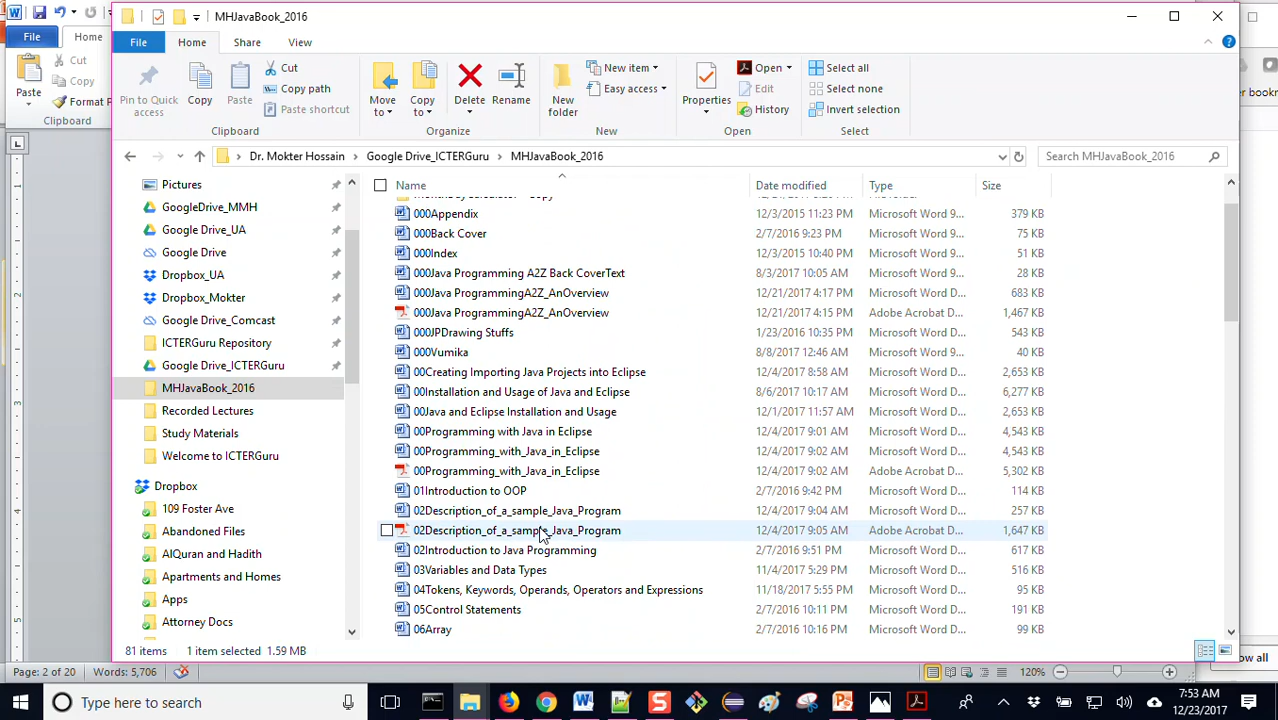 MHJavaBook_2016
File Home Share View
File Home
Cut
Copy
Format P
Paste
Clipboard
Pin to Quick access
Copy
Paste
Cut
Copy path
Paste shortcut
Clipboard
Move to
Copy to
Delete
Rename
Organize
New folder
New item
Easy access
New
Properties
Open
Edit
History
Open
Select all
Select none
Invert selection
Select
er bookm
Dr. Mokter Hossain > Google Drive_ICTERGuru > MHJavaBook_2016
Search MHJavaBook_2016
Pictures
GoogleDrive_MMH
Google Drive_UA
Google Drive
Dropbox_UA
Dropbox_Mokter
Google Drive_Comcast
ICTERGuru Repository
Google Drive_ICTERGuru
MHJavaBook_2016
Recorded Lectures
Study Materials
Welcome to ICTERGuru
Dropbox
109 Foster Ave
Abandoned Files
AlQuran and Hadith
Apartments and Homes
Apps
Attorney Docs
Name Date modified Type Size
000Appendix 12/3/2015 11:23 PM Microsoft Word 9... 379 KB
000Back Cover 2/7/2016 9:23 PM Microsoft Word 9... 75 KB
000Index 12/3/2015 10:40 PM Microsoft Word 9... 51 KB
000Java Programming A2Z Back CoverText 8/3/2017 10:05 AM Microsoft Word 9... 28 KB
000Java ProgrammingA2Z_AnOverview 12/21/2017 4:17 PM Microsoft Word D... 683 KB
000Java ProgrammingA2Z_AnOverview 12/21/2017 4:15 PM Adobe Acrobat D... 1,467 KB
000JPDrawing Stuffs 1/23/2016 10:35 PM Microsoft Word D... 543 KB
000Vumika 8/8/2017 12:46 AM Microsoft Word 9... 40 KB
00Creating Importing Java Projects into Eclipse 12/4/2017 8:58 AM Microsoft Word D... 2,653 KB
00Installation and Usage of Java and Eclipse 8/6/2017 10:17 AM Microsoft Word D... 6,277 KB
00Java and Eclipse Installation and Usage 12/1/2017 11:57 AM Microsoft Word D... 2,653 KB
00Programming with Java in Eclipse 12/4/2017 9:01 AM Microsoft Word D... 4,543 KB
00Programming_with_Java_in_Eclipse 12/4/2017 9:02 AM Microsoft Word D... 4,543 KB
00Programming_with_Java_in_Eclipse 12/4/2017 9:02 AM Adobe Acrobat D... 5,302 KB
01Introduction to OOP 2/7/2016 9:42 PM Microsoft Word D... 114 KB
02Description_of_a_sample_Java_Program 12/4/2017 9:04 AM Microsoft Word D... 257 KB
02Description_of_a_sample_Java_Program 12/4/2017 9:05 AM Adobe Acrobat D... 1,647 KB
02Introduction to Java Programming 2/7/2016 9:51 PM Microsoft Word D... 617 KB
03Variables and Data Types 11/4/2017 5:29 PM Microsoft Word D... 516 KB
04Tokens, Keywords, Operands, Operators and Expressions 11/18/2017 5:55 PM Microsoft Word D... 95 KB
05Control Statements 2/7/2016 10:11 PM Microsoft Word D... 191 KB
06Array 2/7/2016 10:16 PM Microsoft Word D... 99 KB
81 items 1 item selected 1.59 MB
ow all
Page: 2 of 20 Words: 5,706 120%
Type here to search
7:53 AM
12/23/2017